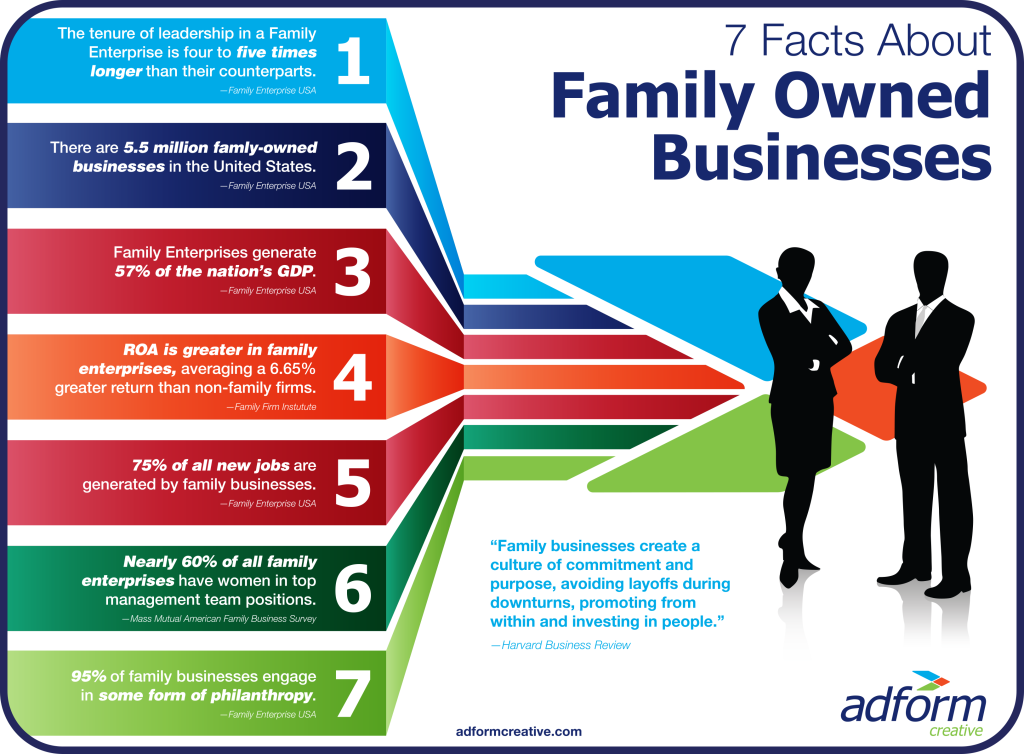 7 Facts About
Family Owned
Businesses
The tenure of leadership in a Family
Enterprise is four to five times
longer than their counterparts.
—Family Enterprise USA
1
There are 5.5 million famly-owned
businesses in the United States.
—Family Enterprise USA
2
Family Enterprises generate
57% of the nation's GDP.
—Family Enterprise USA
3
ROA is greater in family
enterprises, averaging a 6.65%
greater return than non-family firms.
—Family Firm Instutute
4
75% of all new jobs are
generated by family businesses.
—Family Enterprise USA
5
Nearly 60% of all family
enterprises have women in top
management team positions.
—Mass Mutual American Family Business Survey
6
95% of family businesses engage
in some form of philanthropy.
—Family Enterprise USA
7
“Family businesses create a
culture of commitment and
purpose, avoiding layoffs during
downturns, promoting from
within and investing in people.”
—Harvard Business Review
adformcreative.com
adform
creative